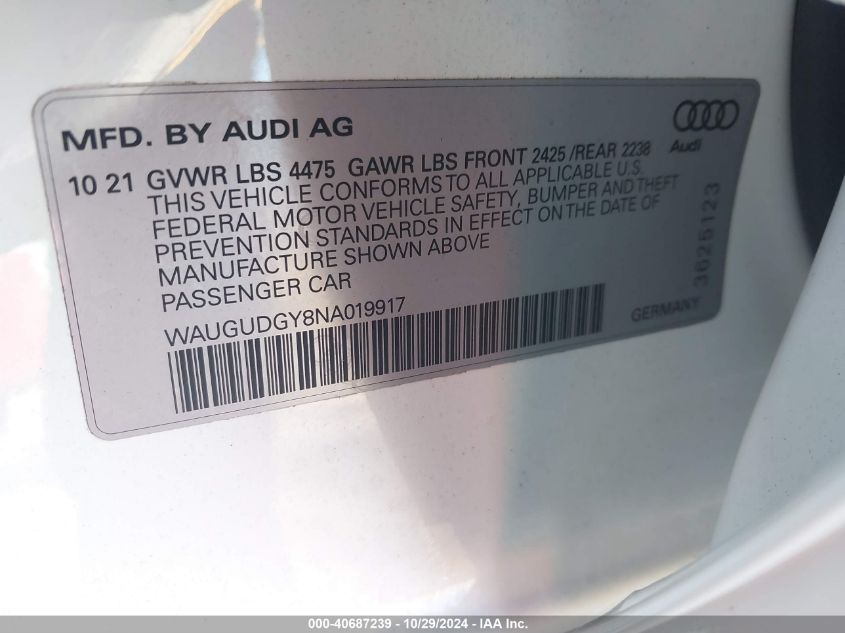 MFD. BY AUDI AG
Audi
10 21 GVWR LBS 4475 GAWR LBS FRONT 2425 /REAR 2238
THIS VEHICLE CONFORMS TO ALL APPLICABLE U.S.
FEDERAL MOTOR VEHICLE SAFETY, BUMPER AND THEFT
PREVENTION STANDARDS IN EFFECT ON THE DATE OF
MANUFACTURE SHOWN ABOVE
PASSENGER CAR
WAUGUDGY8NA019917
GERMANY
3625123
000-40687239 - 10/29/2024 - IAA Inc.